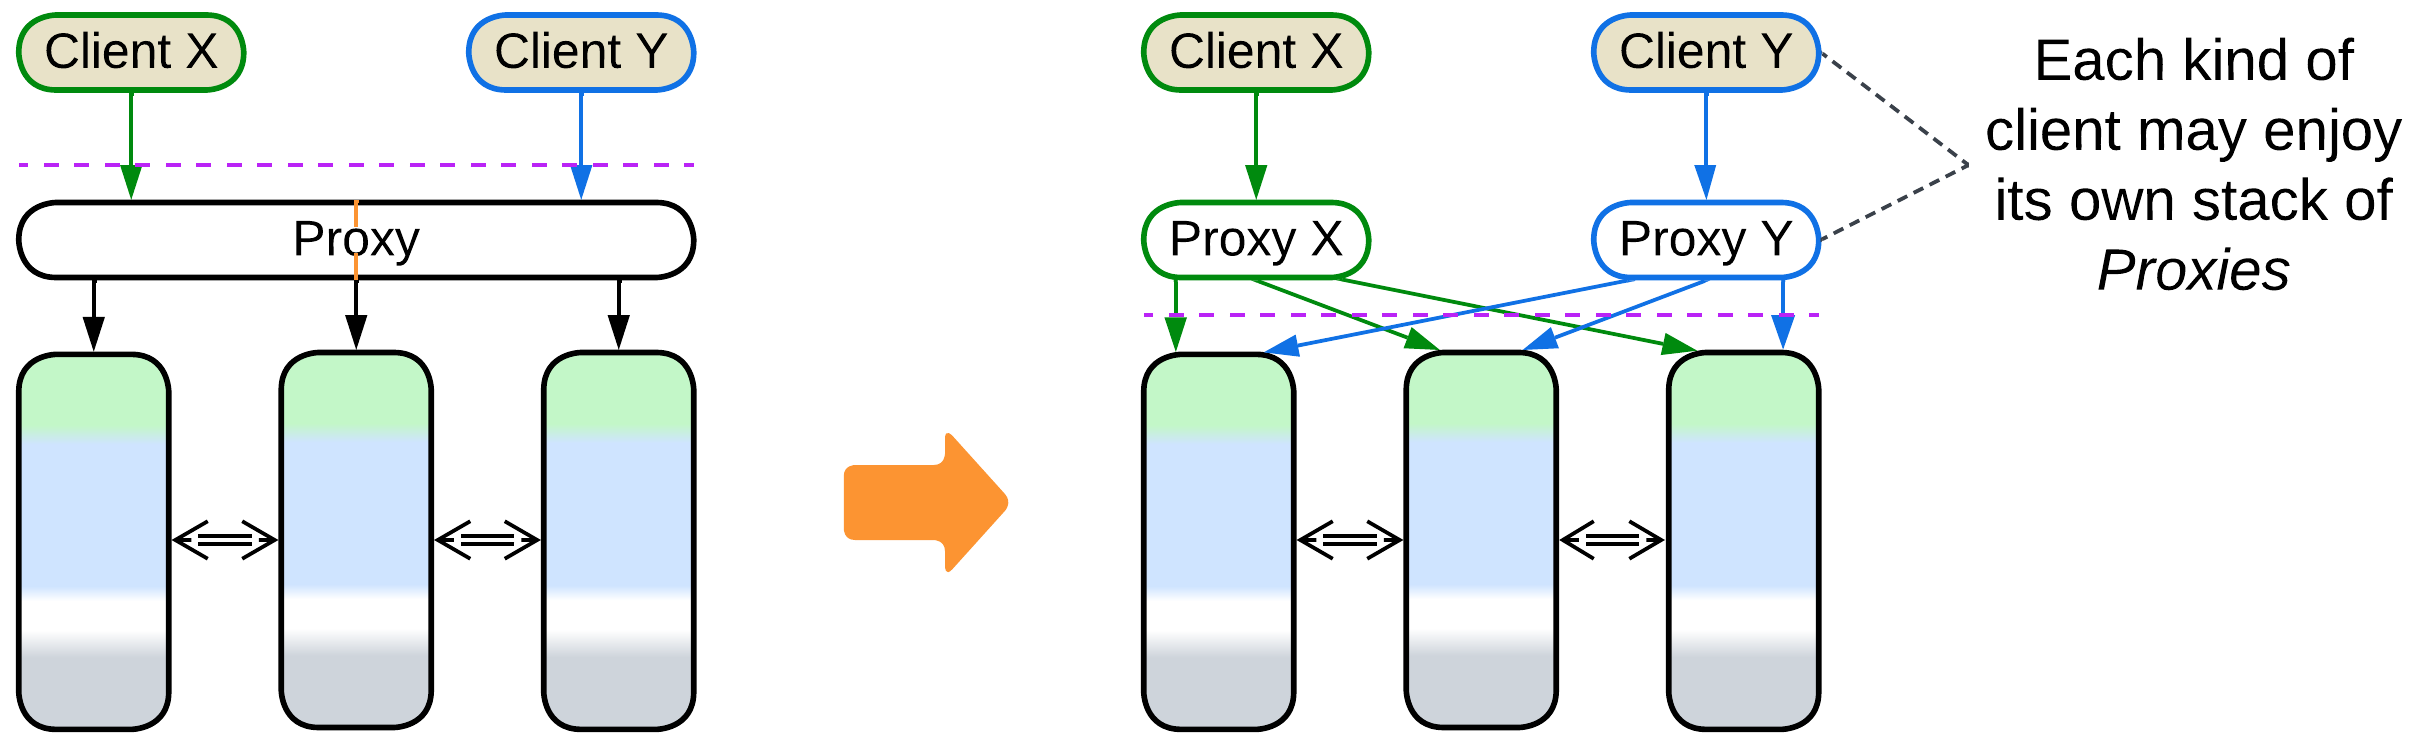 Client X
Client Y
Proxy
Client X
Client Y
Proxy X
Proxy Y
Each kind of
client may enjoy
its own stack of
Proxies